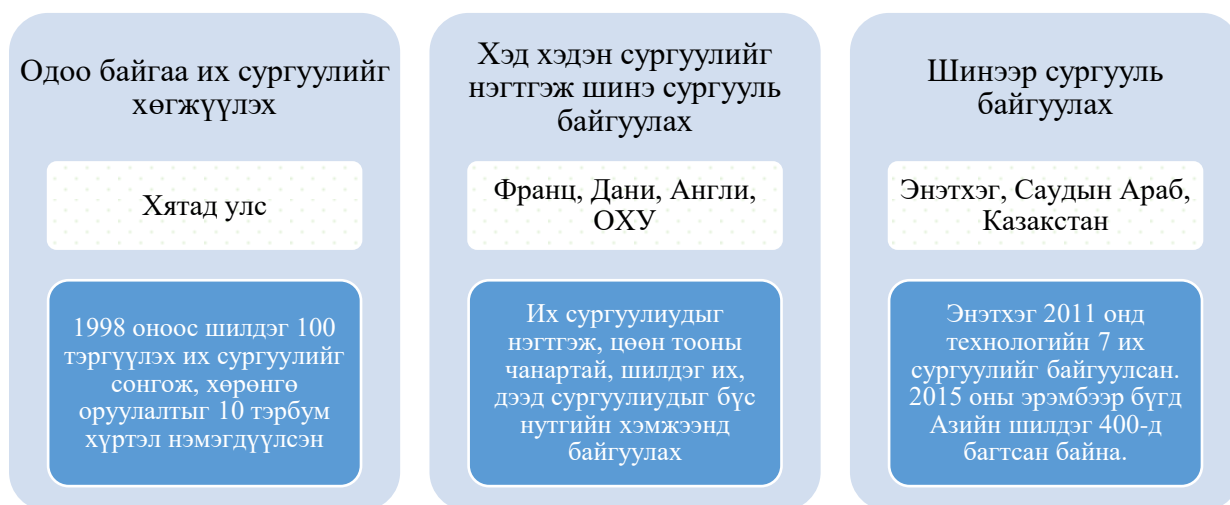 Одоо байгаа их сургуулийг
хөгжүүлэх
Хятад улс
1998 оноос шилдэг 100
тэргүүлэх их сургуулийг
сонгож, хөрөнгө
оруулалтыг 10 тэрбум
хүртэл нэмэгдүүлсэн
Хэд хэдэн сургуулийг
нэгтгэж шинэ сургууль
байгуулах
Франц, Дани, Англи,
ОХУ
Их сургуулиудыг
нэгтгэж, цөөн тооны
чанартай, шилдэг их,
дээд сургуулиудыг бүс
нутгийн хэмжээнд
байгуулах
Шинээр сургууль
байгуулах
Энэтхэг, Саудын Араб,
Казакстан
Энэтхэг 2011 онд
технологийн 7 их
сургуулийг байгуулсан.
2015 оны эрэмбээр бүгд
Азийн шилдэг 400-д
багтсан байна.